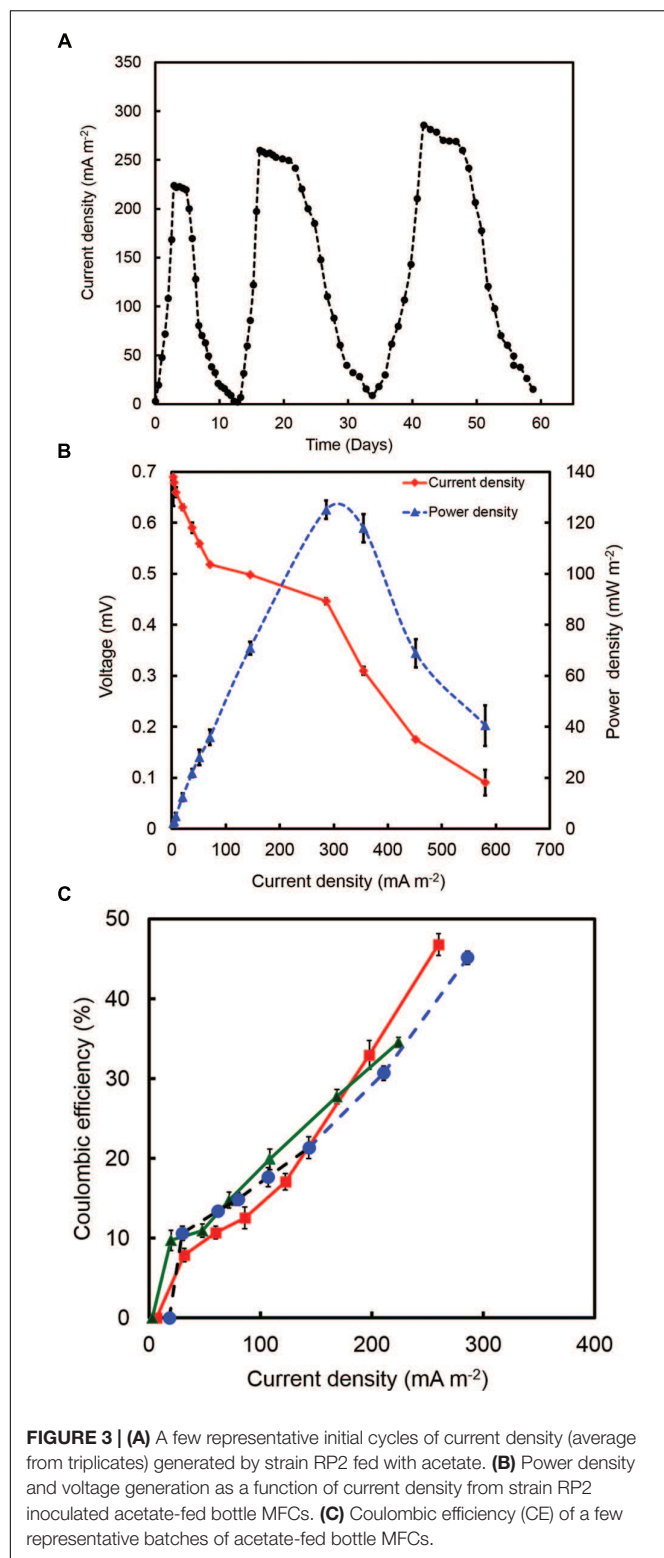 A
350
300
250
200
150
100
50
0
Current density (mA m⁻²)
0 10 20 30 40 50 60
Time (Days)
B
0.7
0.6
0.5
0.4
0.3
0.2
0.1
0
Voltage (mV)
Current density
Power density
140
120
100
80
60
40
20
0
Power density (mW m⁻²)
0 100 200 300 400 500 600 700
Current density (mA m⁻²)
C
50
40
30
20
10
0
Coulombic efficiency (%)
0 100 200 300 400
Current density (mA m⁻²)
FIGURE 3 | (A) A few representative initial cycles of current density (average
from triplicates) generated by strain RP2 fed with acetate. (B) Power density
and voltage generation as a function of current density from strain RP2
inoculated acetate-fed bottle MFCs. (C) Coulombic efficiency (CE) of a few
representative batches of acetate-fed bottle MFCs.